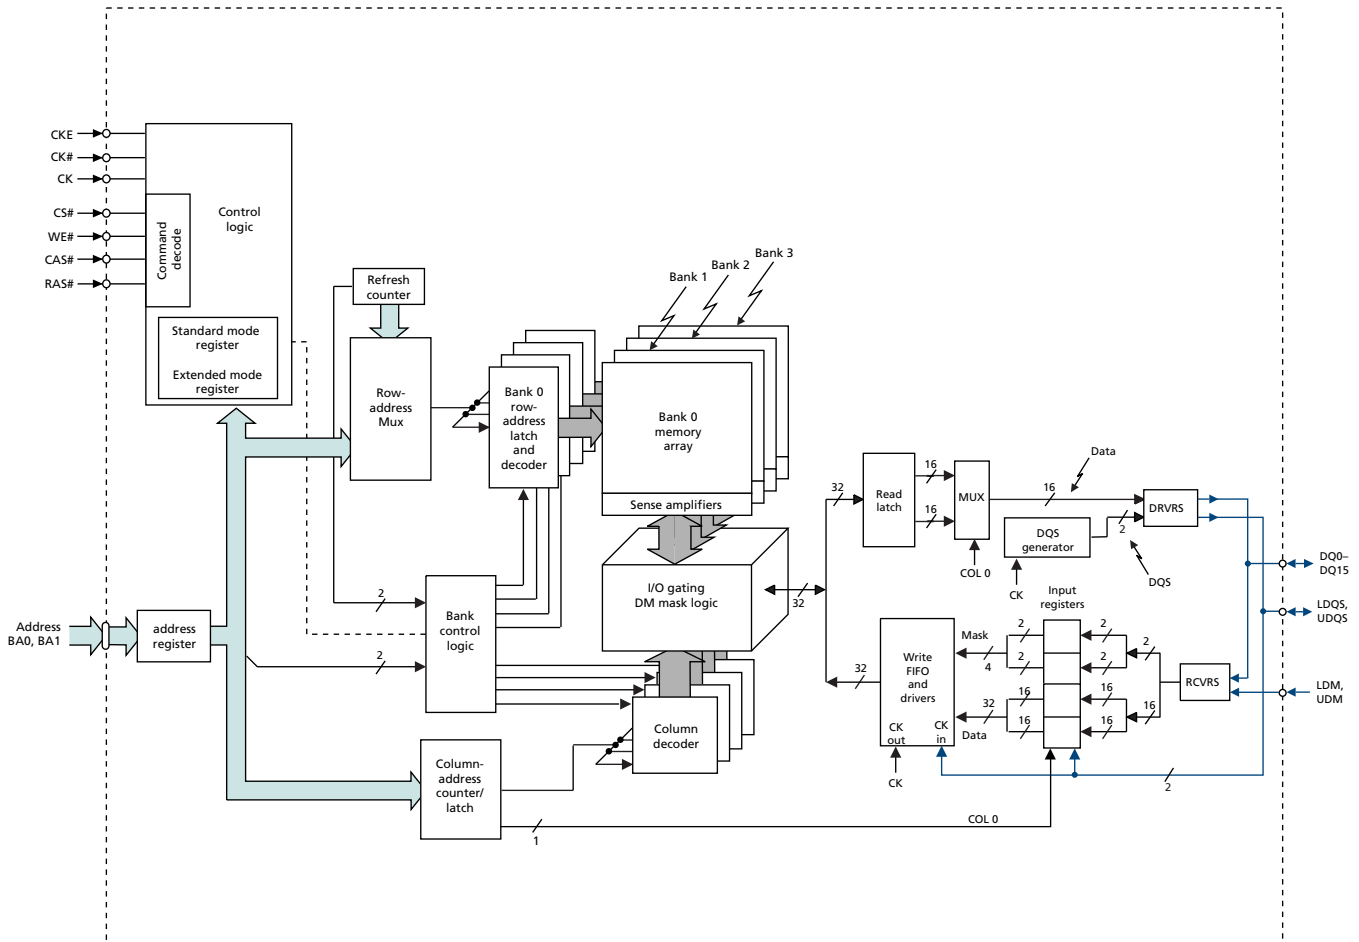 CKE
CK#
CK
CS#
WE#
CAS#
RAS#
Command
decode
Control
logic
Standard mode
register
Extended mode
register
Refresh
counter
Row-
address
Mux
Bank 0
row-
address
latch
and
decoder
Bank 1
Bank 2
Bank 3
Bank 0
memory
array
Sense amplifiers
I/O gating
DM mask logic
32
32
Read
latch
16
16
MUX
COL 0
Data
16
DQS
generator
CK
2
DQS
DRVRS
DQ0–
DQ15
LDQS,
UDQS
LDM,
UDM
Address
BA0, BA1
address
register
2
2
Bank
control
logic
Column
decoder
Column-
address
counter/
latch
1
COL 0
32
Write
FIFO
and
drivers
CK
out
CK
in
CK
Mask
4
32
Data
2
2
16
16
Input
registers
2
2
16
16
2
16
RCVRS
2